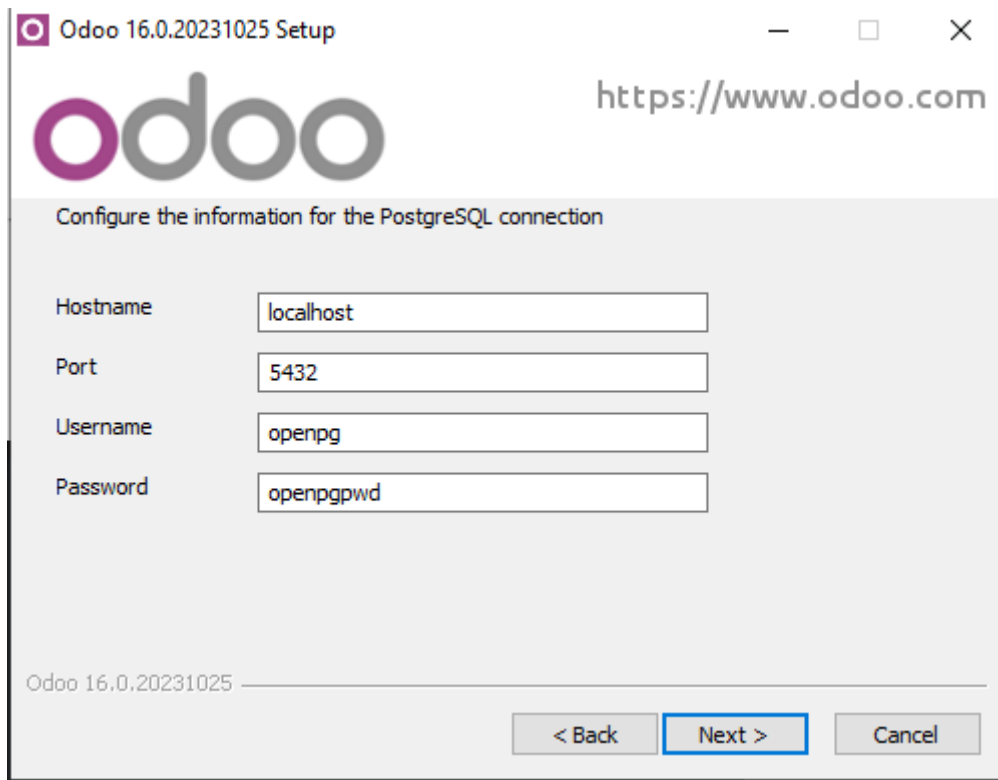 Odoo 16.0.20231025 Setup
odoo
https://www.odoo.com
Configure the information for the PostgreSQL connection
Hostname localhost
Port 5432
Username openpg
Password openpgpwd
Odoo 16.0.20231025
< Back Next > Cancel